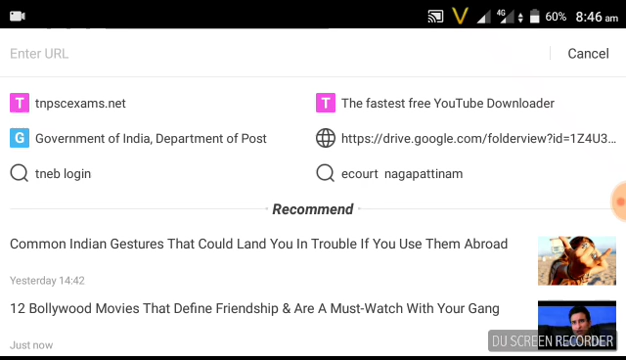 4G 60% 8:46 am
Enter URL Cancel
T tnpscexams.net
T The fastest free YouTube Downloader
G Government of India, Department of Post
https://drive.google.com/folderview?id=1Z4U3...
tneb login
ecourt nagapattinam
Recommend
Common Indian Gestures That Could Land You In Trouble If You Use Them Abroad
Yesterday 14:42
12 Bollywood Movies That Define Friendship & Are A Must-Watch With Your Gang
Just now
DU SCREEN RECORDER